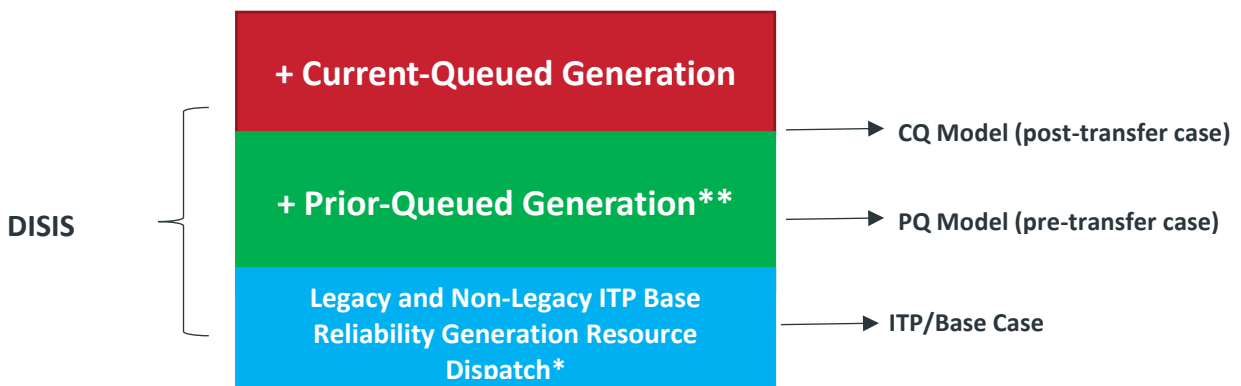 + Current-Queued Generation
CQ Model (post-transfer case)
+ Prior-Queued Generation**
DISIS
PQ Model (pre-transfer case)
Legacy and Non-Legacy ITP Base
Reliability Generation Resource
Dispatch*
ITP/Base Case